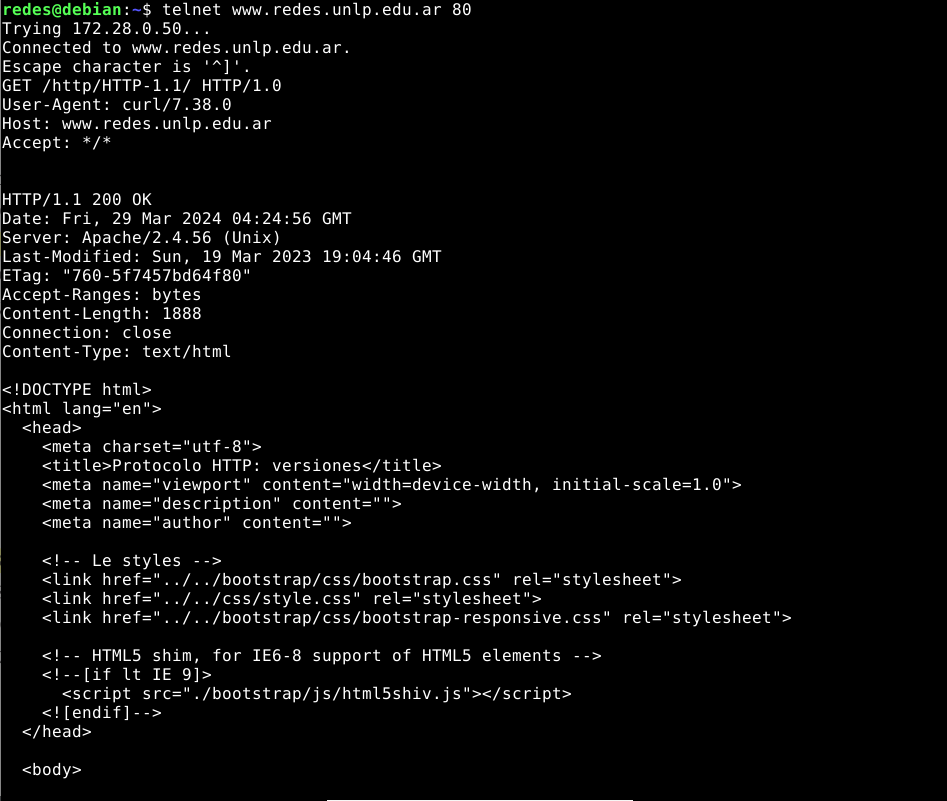 redes@debian:~$ telnet www.redes.unlp.edu.ar 80
Trying 172.28.0.50...
Connected to www.redes.unlp.edu.ar.
Escape character is '^]'.
GET /http/HTTP-1.1/ HTTP/1.0
User-Agent: curl/7.38.0
Host: www.redes.unlp.edu.ar
Accept: */*
HTTP/1.1 200 OK
Date: Fri, 29 Mar 2024 04:24:56 GMT
Server: Apache/2.4.56 (Unix)
Last-Modified: Sun, 19 Mar 2023 19:04:46 GMT
ETag: "760-5f7457bd64f80"
Accept-Ranges: bytes
Content-Length: 1888
Connection: close
Content-Type: text/html
<!DOCTYPE html>
<html lang="en">
  <head>
    <meta charset="utf-8">
    <title>Protocolo HTTP: versiones</title>
    <meta name="viewport" content="width=device-width, initial-scale=1.0">
    <meta name="description" content="">
    <meta name="author" content="">
    <!-- Le styles -->
    <link href="../../bootstrap/css/bootstrap.css" rel="stylesheet">
    <link href="../../css/style.css" rel="stylesheet">
    <link href="../../bootstrap/css/bootstrap-responsive.css" rel="stylesheet">
    <!-- HTML5 shim, for IE6-8 support of HTML5 elements -->
    <!--[if lt IE 9]>
      <script src="./bootstrap/js/html5shiv.js"></script>
    <![endif]-->
  </head>
  <body>